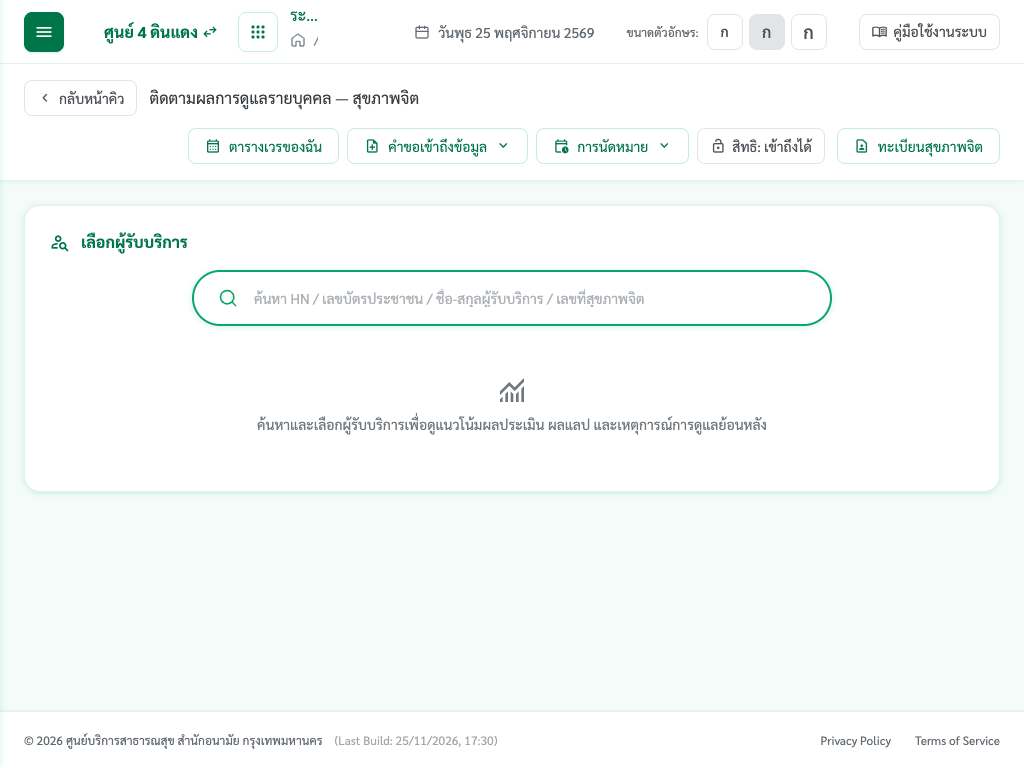 ศูนย์ 4 ดินแดง
ระ...
/
วันพุธ 25 พฤศจิกายน 2569
ขนาดตัวอักษร:
ก
ก
ก
คู่มือใช้งานระบบ
กลับหน้าคิว
ติดตามผลการดูแลรายบุคคล — สุขภาพจิต
ตารางเวรของฉัน
คำขอเข้าถึงข้อมูล
การนัดหมาย
สิทธิ: เข้าถึงได้
ทะเบียนสุขภาพจิต
เลือกผู้รับบริการ
ค้นหา HN / เลขบัตรประชาชน / ชื่อ-สกุลผู้รับบริการ / เลขที่สุขภาพจิต
ค้นหาและเลือกผู้รับบริการเพื่อดูแนวโน้มผลประเมิน ผลแลป และเหตุการณ์การดูแลย้อนหลัง
© 2026 ศูนย์บริการสาธารณสุข สำนักอนามัย กรุงเทพมหานคร
(Last Build: 25/11/2026, 17:30)
Privacy Policy
Terms of Service